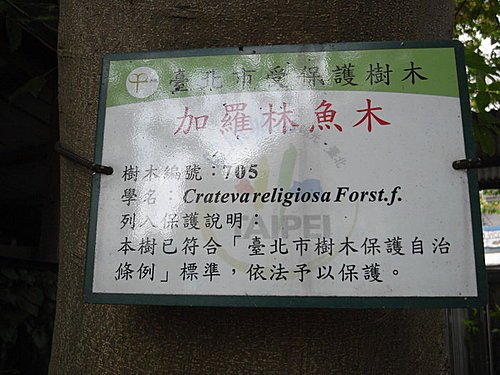 臺北市受保護樹木
加羅林魚木
樹木編號：705
學名：Crateva religiosa Forst.f.
列入保護說明：
本樹已符合「臺北市樹木保護自治
條例」標準，依法予以保護。
TAIPEI